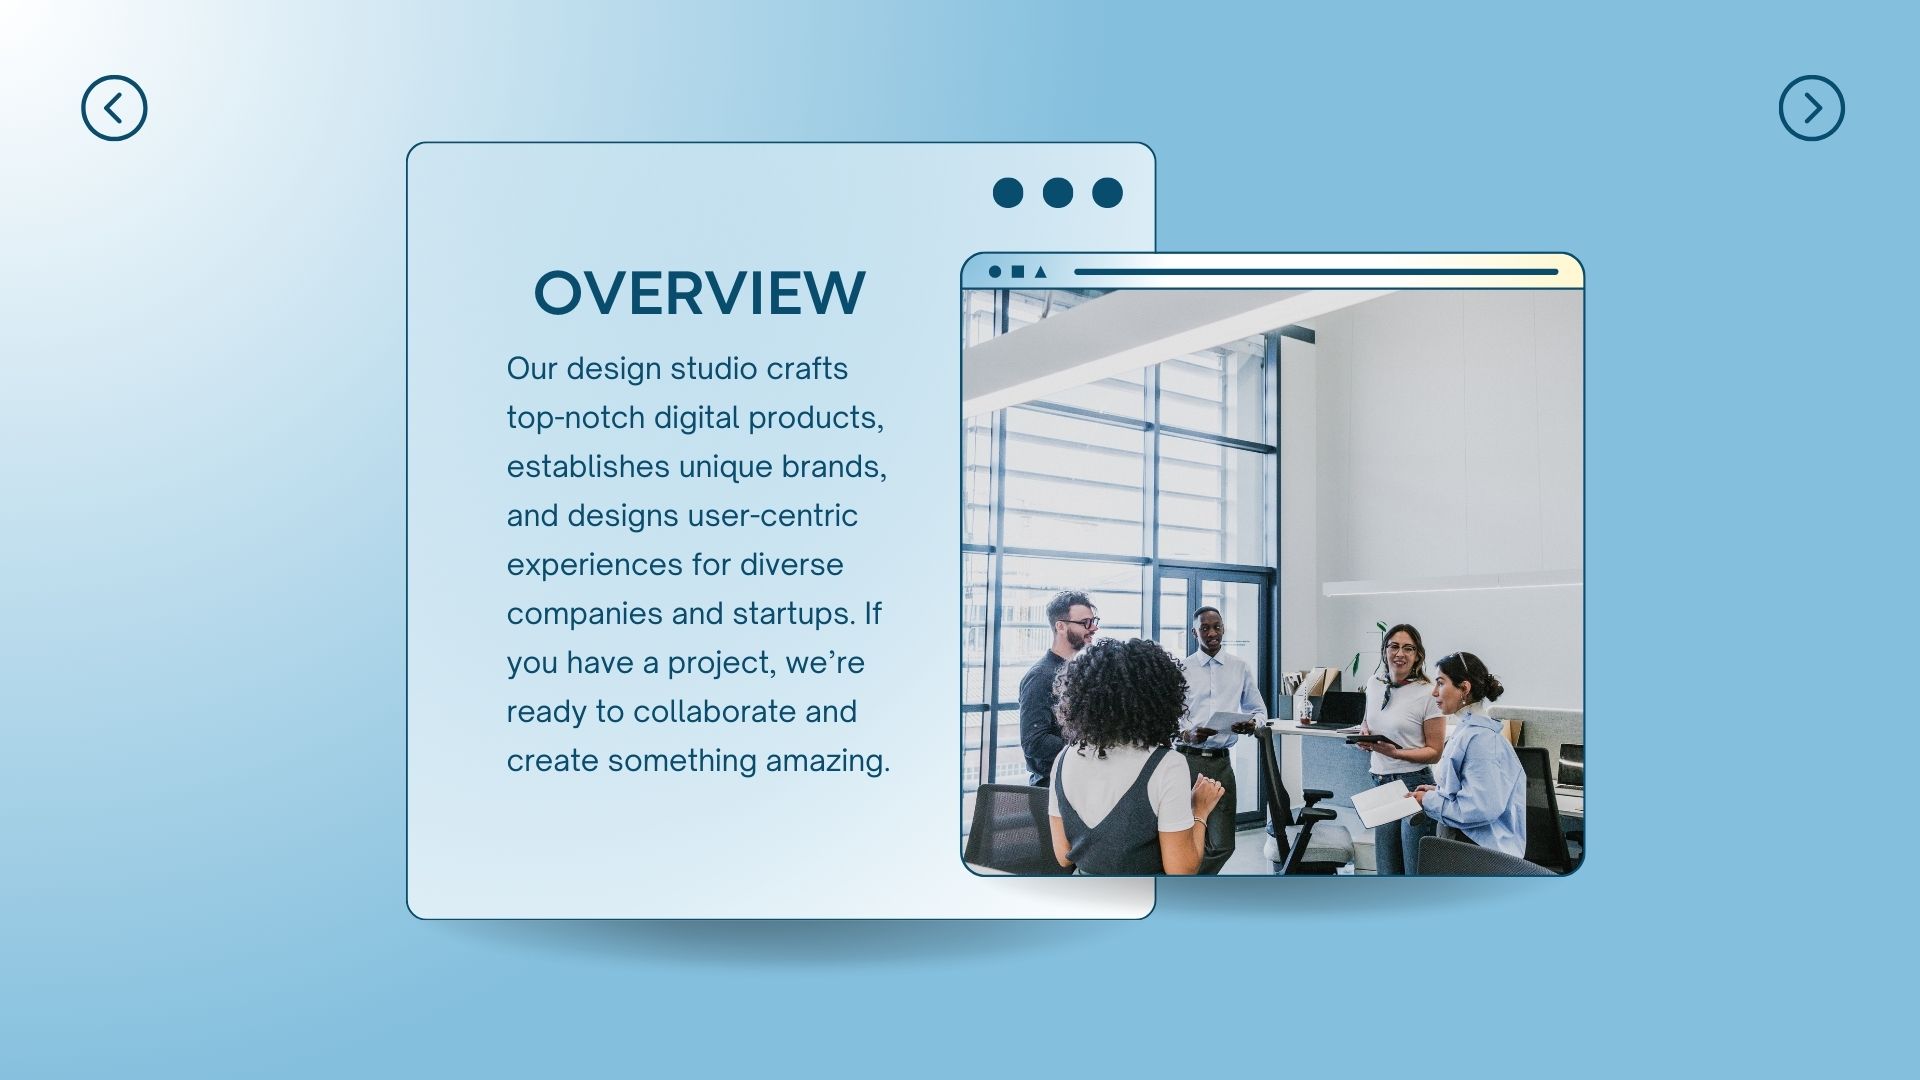 OVERVIEW
Our design studio crafts
top-notch digital products,
establishes unique brands,
and designs user-centric
experiences for diverse
companies and startups. If
you have a project, we’re
ready to collaborate and
create something amazing.